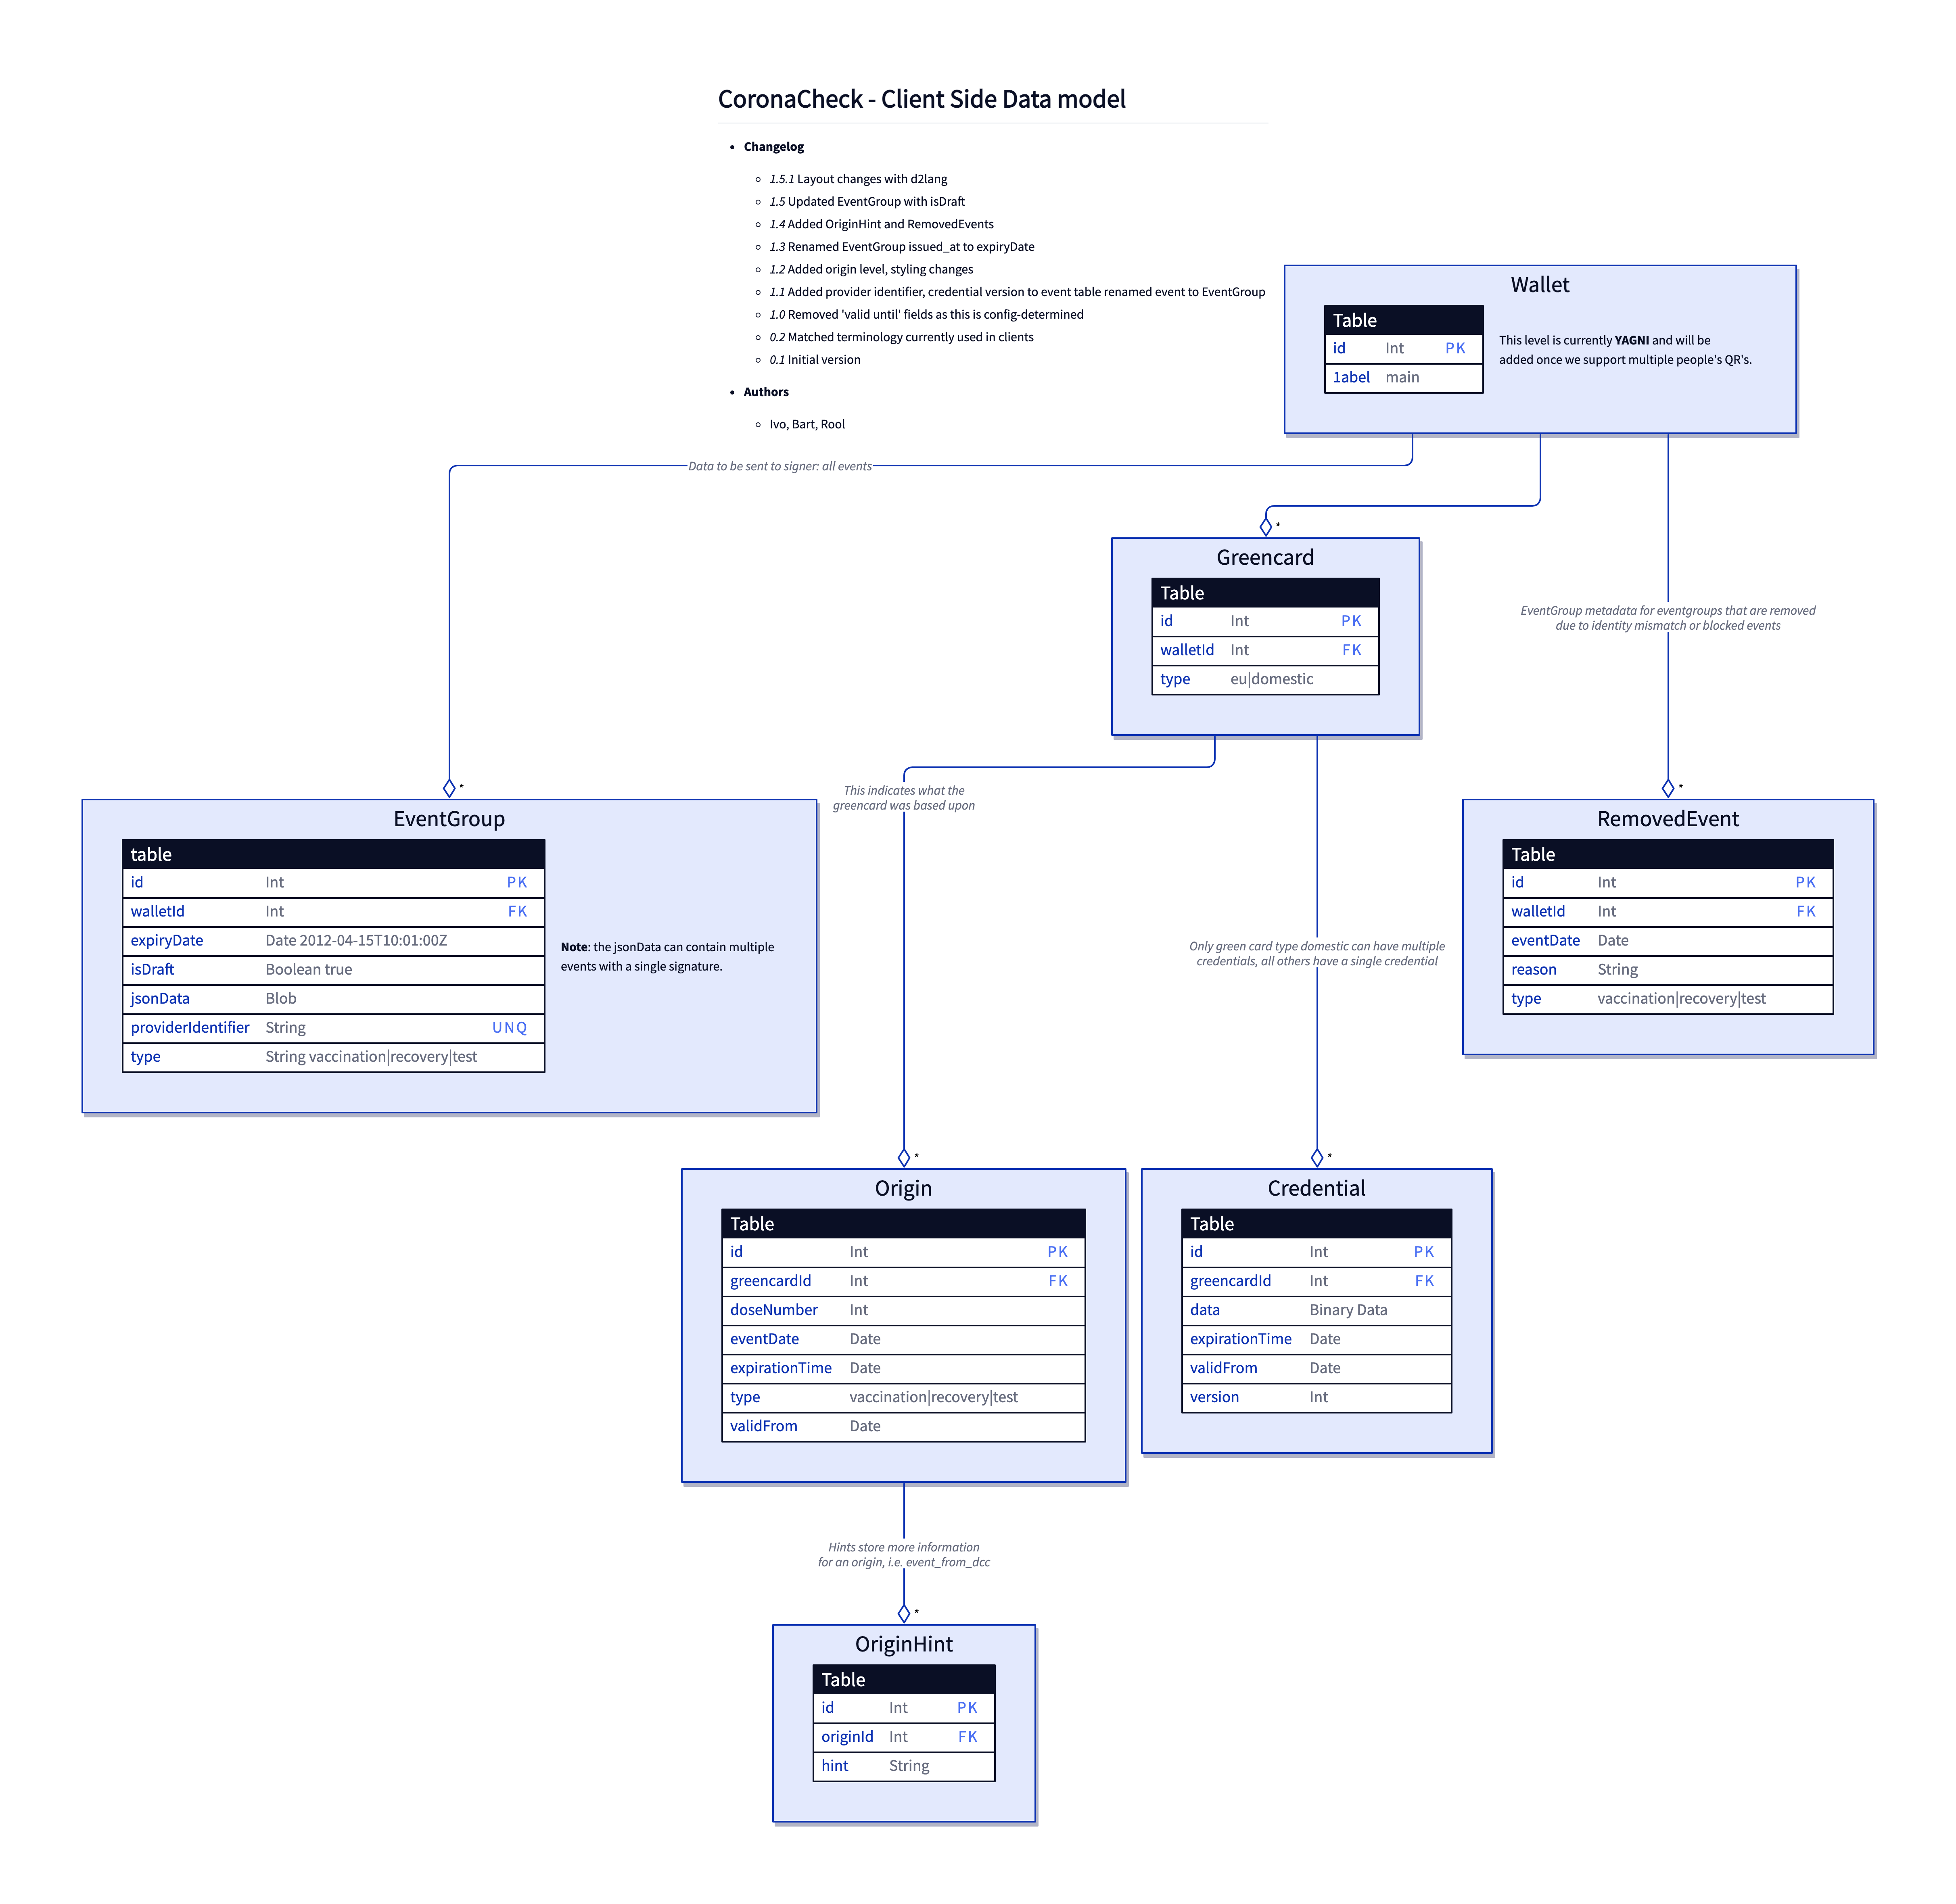 CoronaCheck - Client Side Data model
Changelog
1.5.1 Layout changes with d2lang
1.5 Updated EventGroup with isDraft
1.4 Added OriginHint and RemovedEvents
1.3 Renamed EventGroup issued_at to expiryDate
1.2 Added origin level, styling changes
1.1 Added provider identifier, credential version to event table renamed event to EventGroup
1.0 Removed 'valid until' fields as this is config-determined
0.2 Matched terminology currently used in clients
0.1 Initial version
Authors
Ivo, Bart, Rool
Wallet
Table
id Int PK
1abel main
This level is currently YAGNI and will be
added once we support multiple people's QR's.
Data to be sent to signer: all events
*
Greencard
Table
id Int PK
walletId Int FK
type eu|domestic
EventGroup metadata for eventgroups that are removed
due to identity mismatch or blocked events
This indicates what the
greencard was based upon
*
EventGroup
table
id Int PK
walletId Int FK
expiryDate Date 2012-04-15T10:01:00Z
isDraft Boolean true
jsonData Blob
providerIdentifier String UNQ
type String vaccination|recovery|test
Note: the jsonData can contain multiple
events with a single signature.
Only green card type domestic can have multiple
credentials, all others have a single credential
*
RemovedEvent
Table
id Int PK
walletId Int FK
eventDate Date
reason String
type vaccination|recovery|test
*
Origin
Table
id Int PK
greencardId Int FK
doseNumber Int
eventDate Date
expirationTime Date
type vaccination|recovery|test
validFrom Date
*
Credential
Table
id Int PK
greencardId Int FK
data Binary Data
expirationTime Date
validFrom Date
version Int
Hints store more information
for an origin, i.e. event_from_dcc
*
OriginHint
Table
id Int PK
originId Int FK
hint String